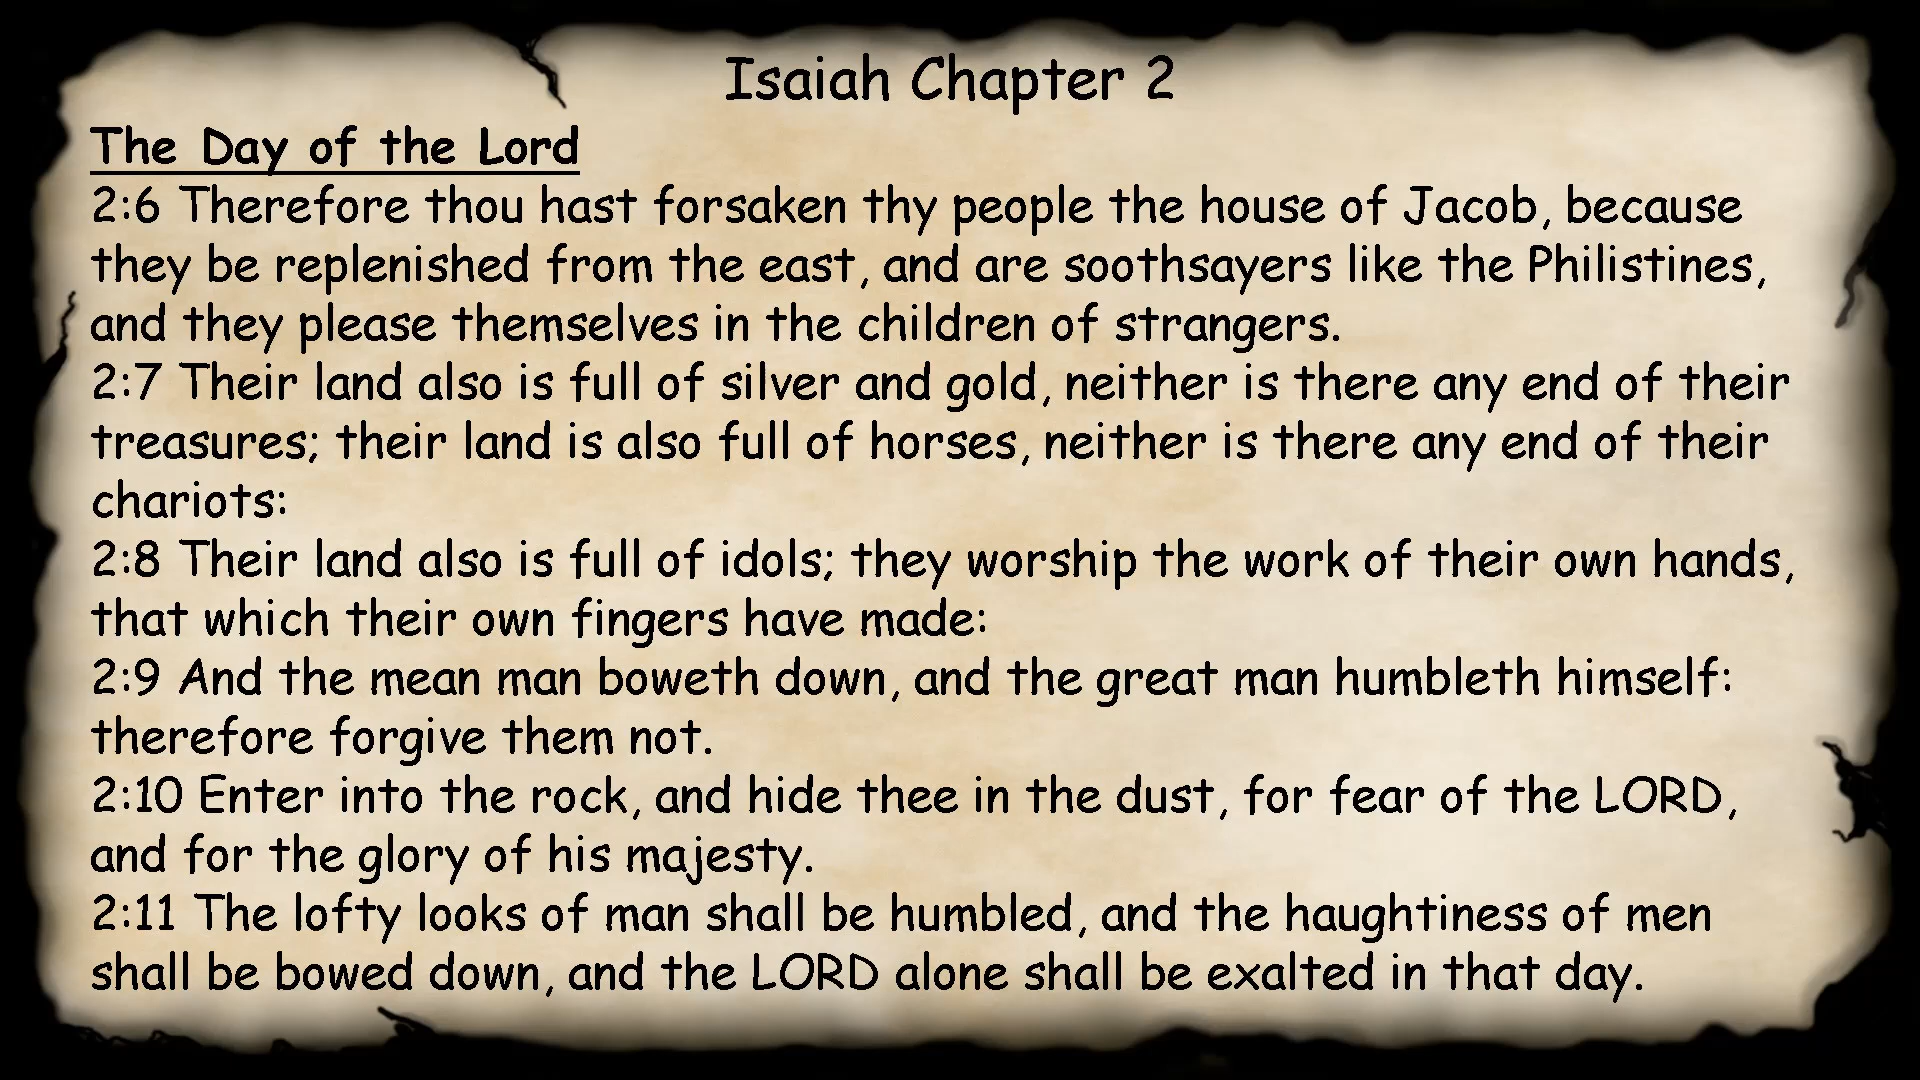 Isaiah Chapter 2
The Day of the Lord
2:6 Therefore thou hast forsaken thy people the house of Jacob, because
they be replenished from the east, and are soothsayers like the Philistines,
and they please themselves in the children of strangers.
2:7 Their land also is full of silver and gold, neither is there any end of their
treasures; their land is also full of horses, neither is there any end of their
chariots:
2:8 Their land also is full of idols; they worship the work of their own hands,
that which their own fingers have made:
2:9 And the mean man boweth down, and the great man humbleth himself:
therefore forgive them not.
2:10 Enter into the rock, and hide thee in the dust, for fear of the LORD,
and for the glory of his majesty.
2:11 The lofty looks of man shall be humbled, and the haughtiness of men
shall be bowed down, and the LORD alone shall be exalted in that day.